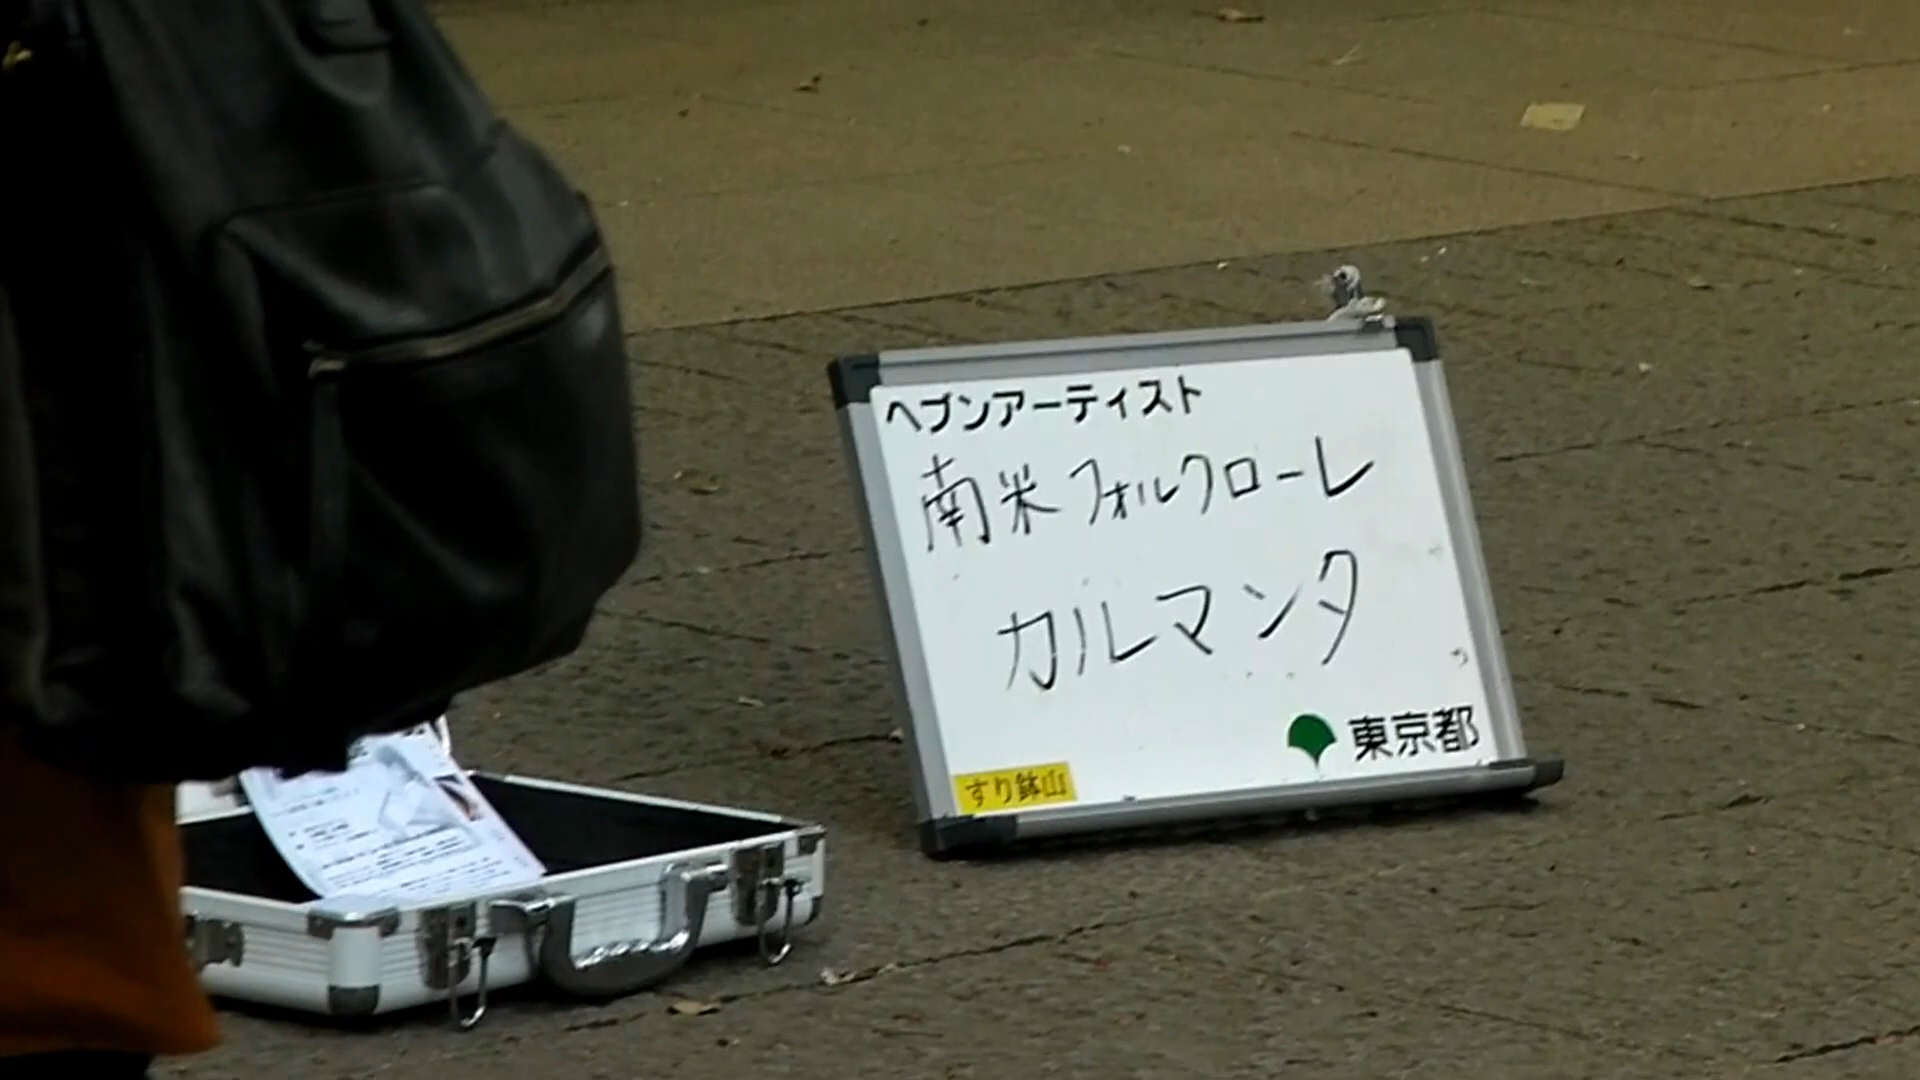 ヘブンアーティスト
南米フォルクローレ
カルマンタ
東京都
すり鉢山